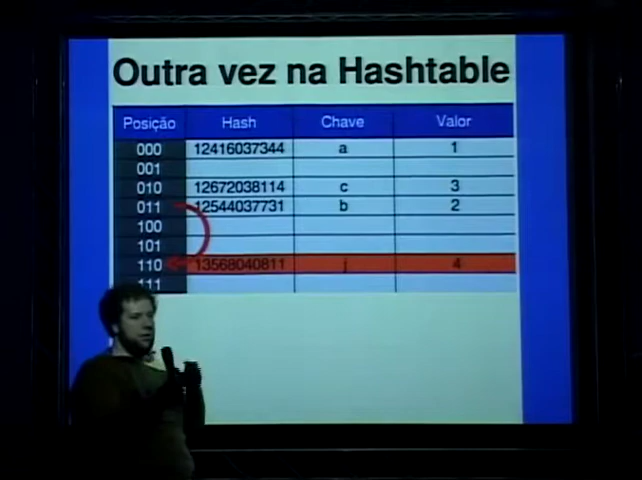 Outra vez na Hashtable
Posição Hash Chave Valor
000 12416037344 a 1
001
010 12672038114 c 3
011 12544037731 b 2
100
101
110 13568040811 j 4
111